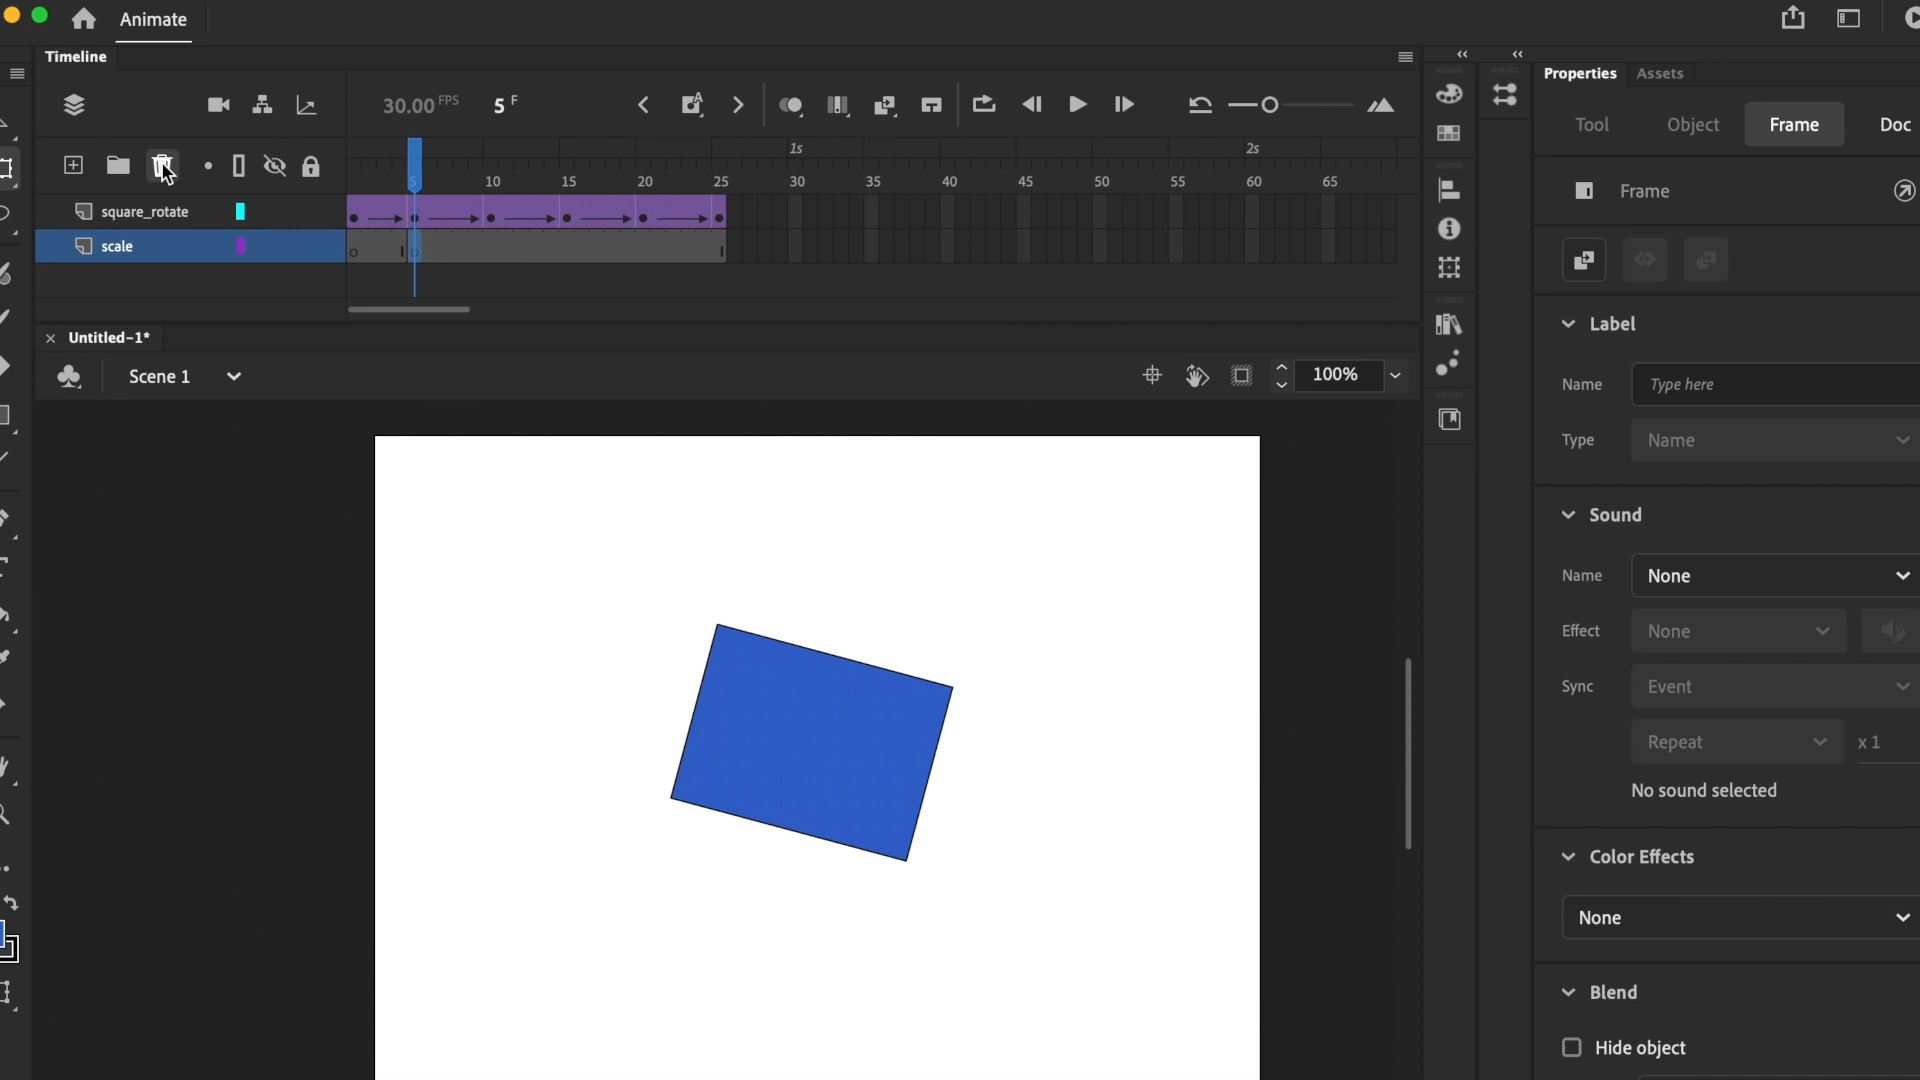 Animate
Timeline
Properties Assets
30.00 FPS 5 F
Tool Object Frame Doc
1s 2s
5 10 15 20 25 30 35 40 45 50 55 60 65
Frame
square_rotate
scale
Label
Untitled-1*
Scene 1 100%
Name Type here
Type Name
Sound
Name None
Effect None
Sync Event
Repeat x 1
No sound selected
Color Effects
None
Blend
Hide object